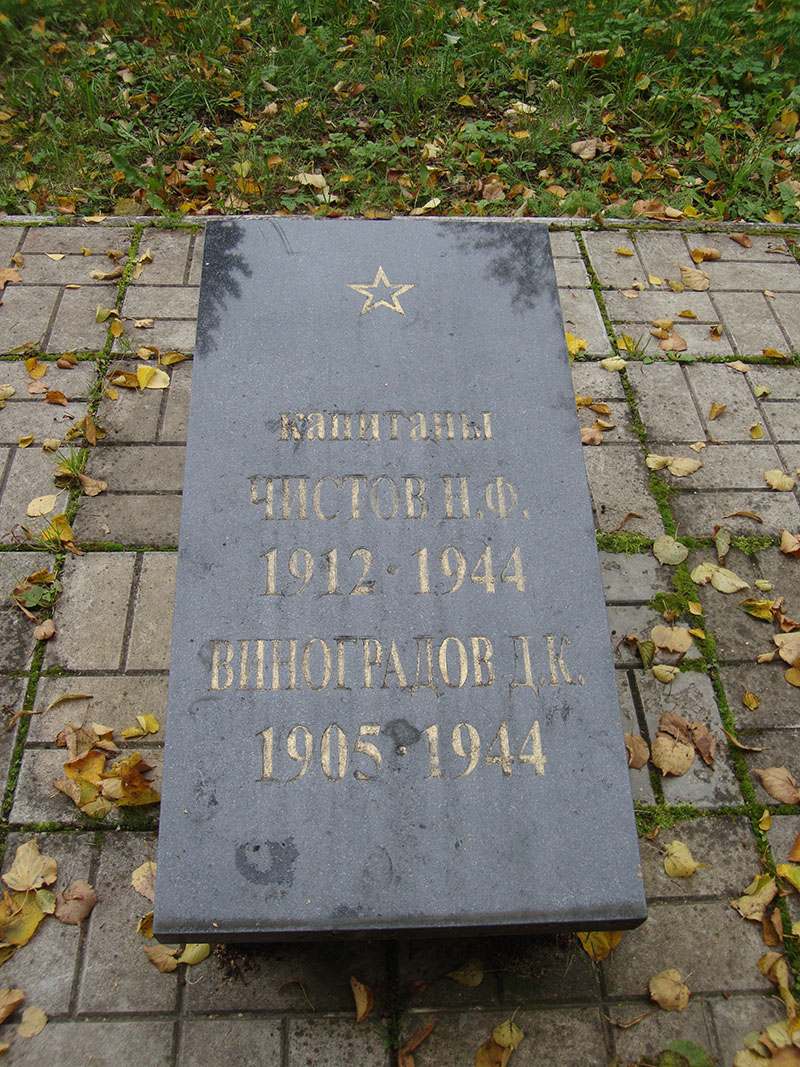 капитаны
ЧИСТОВ Н.Ф.
1912 · 1944
ВИНОГРАДОВ Д.К.
1905 · 1944